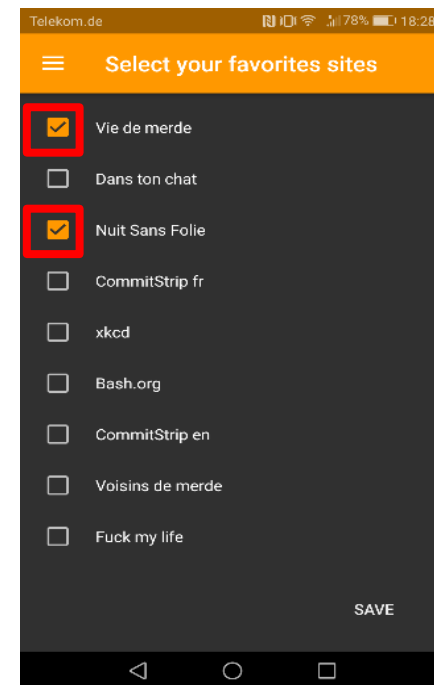 Telekom.de 78% 18:28
Select your favorites sites
Vie de merde
Dans ton chat
Nuit Sans Folie
CommitStrip fr
xkcd
Bash.org
CommitStrip en
Voisins de merde
Fuck my life
SAVE